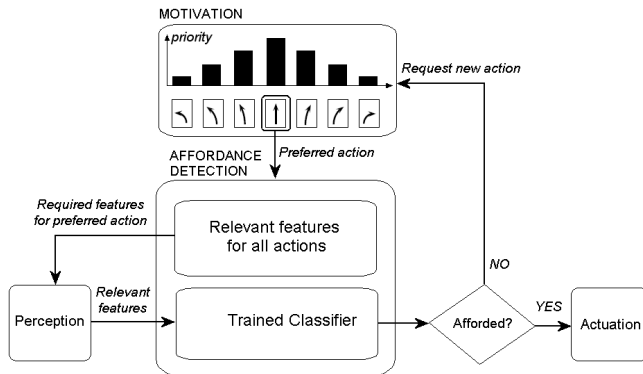 MOTIVATION
priority
Request new action
Preferred action
AFFORDANCE
DETECTION
Required features
for preferred action
Relevant features
for all actions
Relevant
features
Perception
Trained Classifier
NO
Afforded?
YES
Actuation